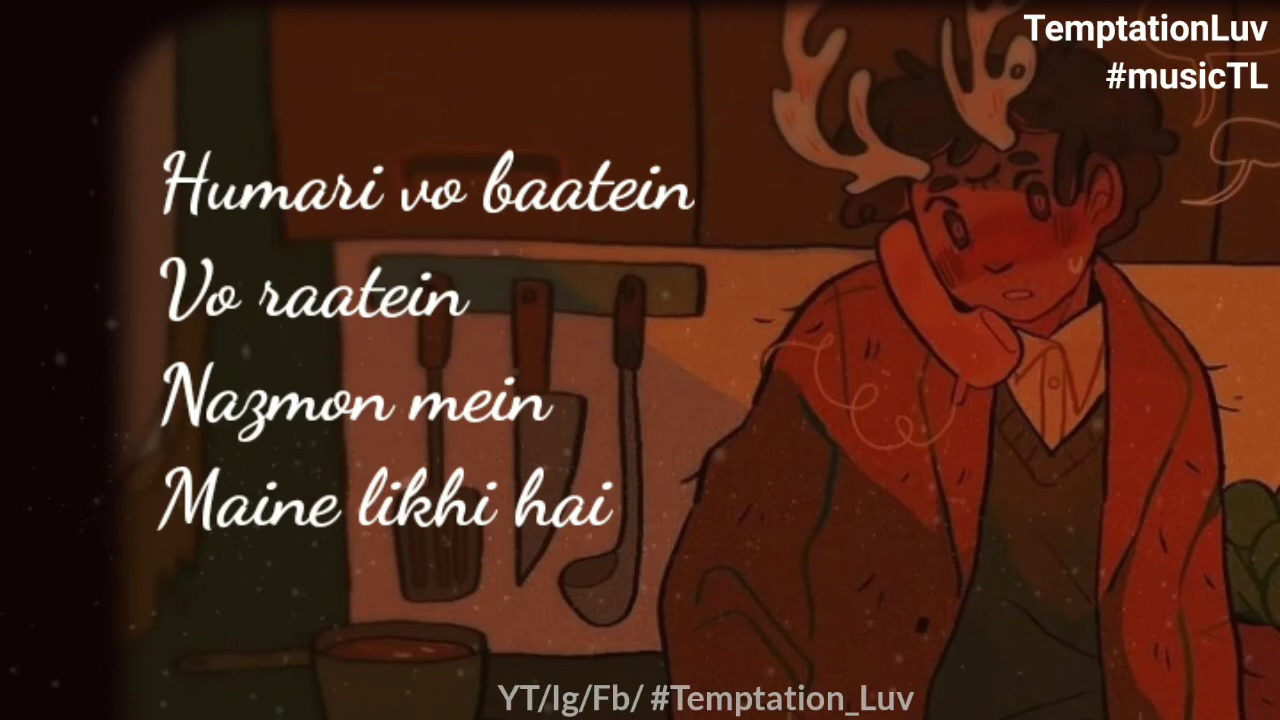 TemptationLuv
#musicTL
Humari vo baatein
Vo raatein
Nazmon mein
Maine likhi hai
YT/Ig/Fb/ #Temptation_Luv